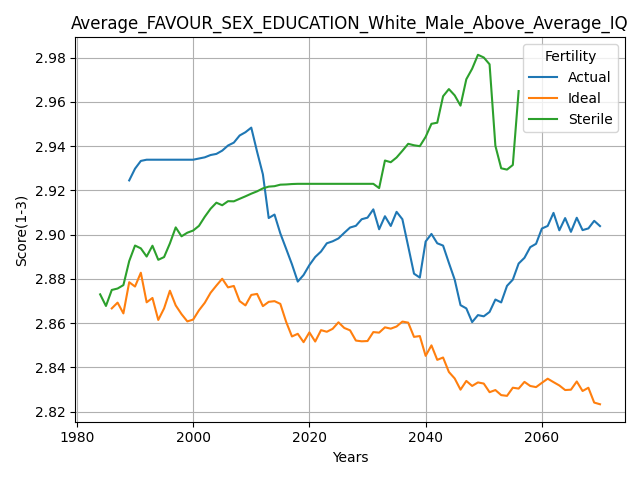 Average_FAVOUR_SEX_EDUCATION_White_Male_Above_Average_IQ
Fertility
Actual
Ideal
Sterile
Score(1-3)
2.98
2.96
2.94
2.92
2.90
2.88
2.86
2.84
2.82
1980
2000
2020
2040
2060
Years